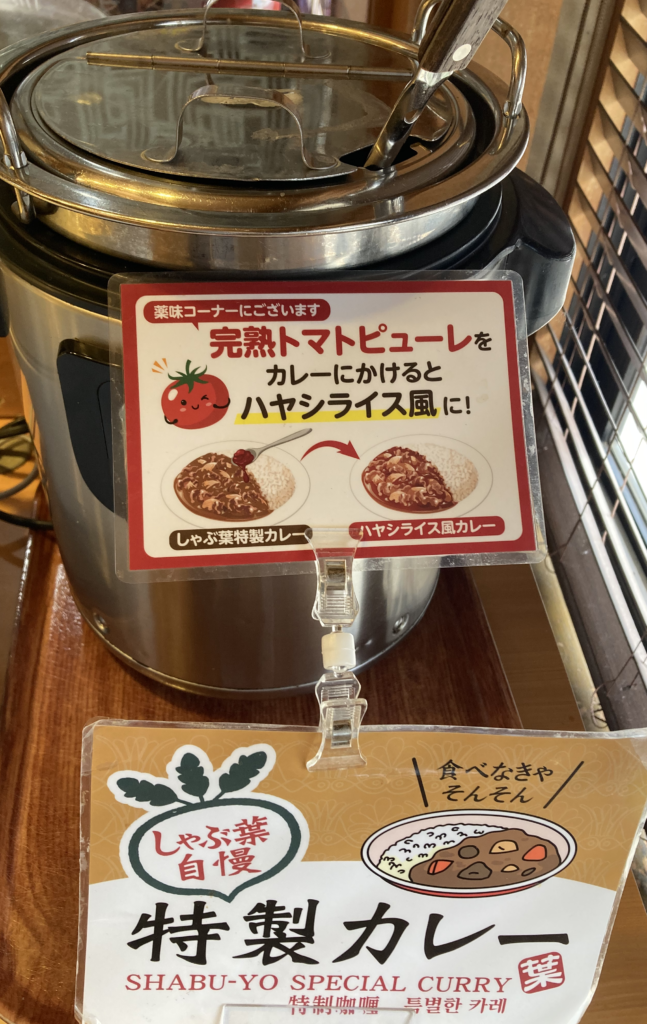 薬味コーナーにございます
完熟トマトピューレを
カレーにかけると
ハヤシライス風に!
しゃぶ葉特製カレー
ハヤシライス風カレー
食べなきゃ
そんそん
しゃぶ葉
自慢
特製カレー
SHABU-YO SPECIAL CURRY
葉
特制咖喱 특별한 카레